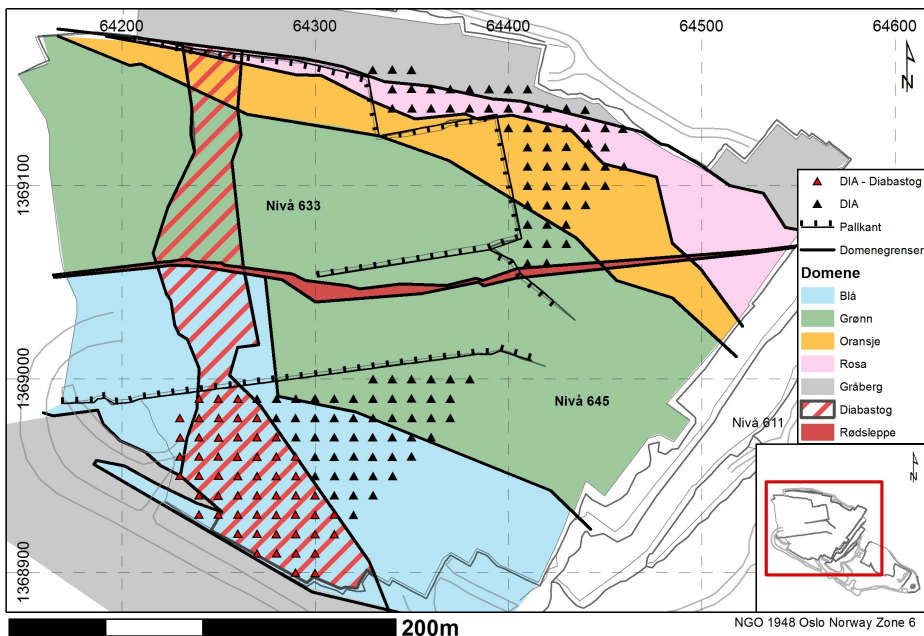 64200
64300
64400
64500
64600
N
1369100
1369000
1368900
Nivå 633
Nivå 645
Nivå 611
DIA - Diabastog
DIA
Pallkant
Domenegrenser
Domene
Blå
Grønn
Oransje
Rosa
Gråberg
Diabastog
Rødsleppe
N
200m
NGO 1948 Oslo Norway Zone 6